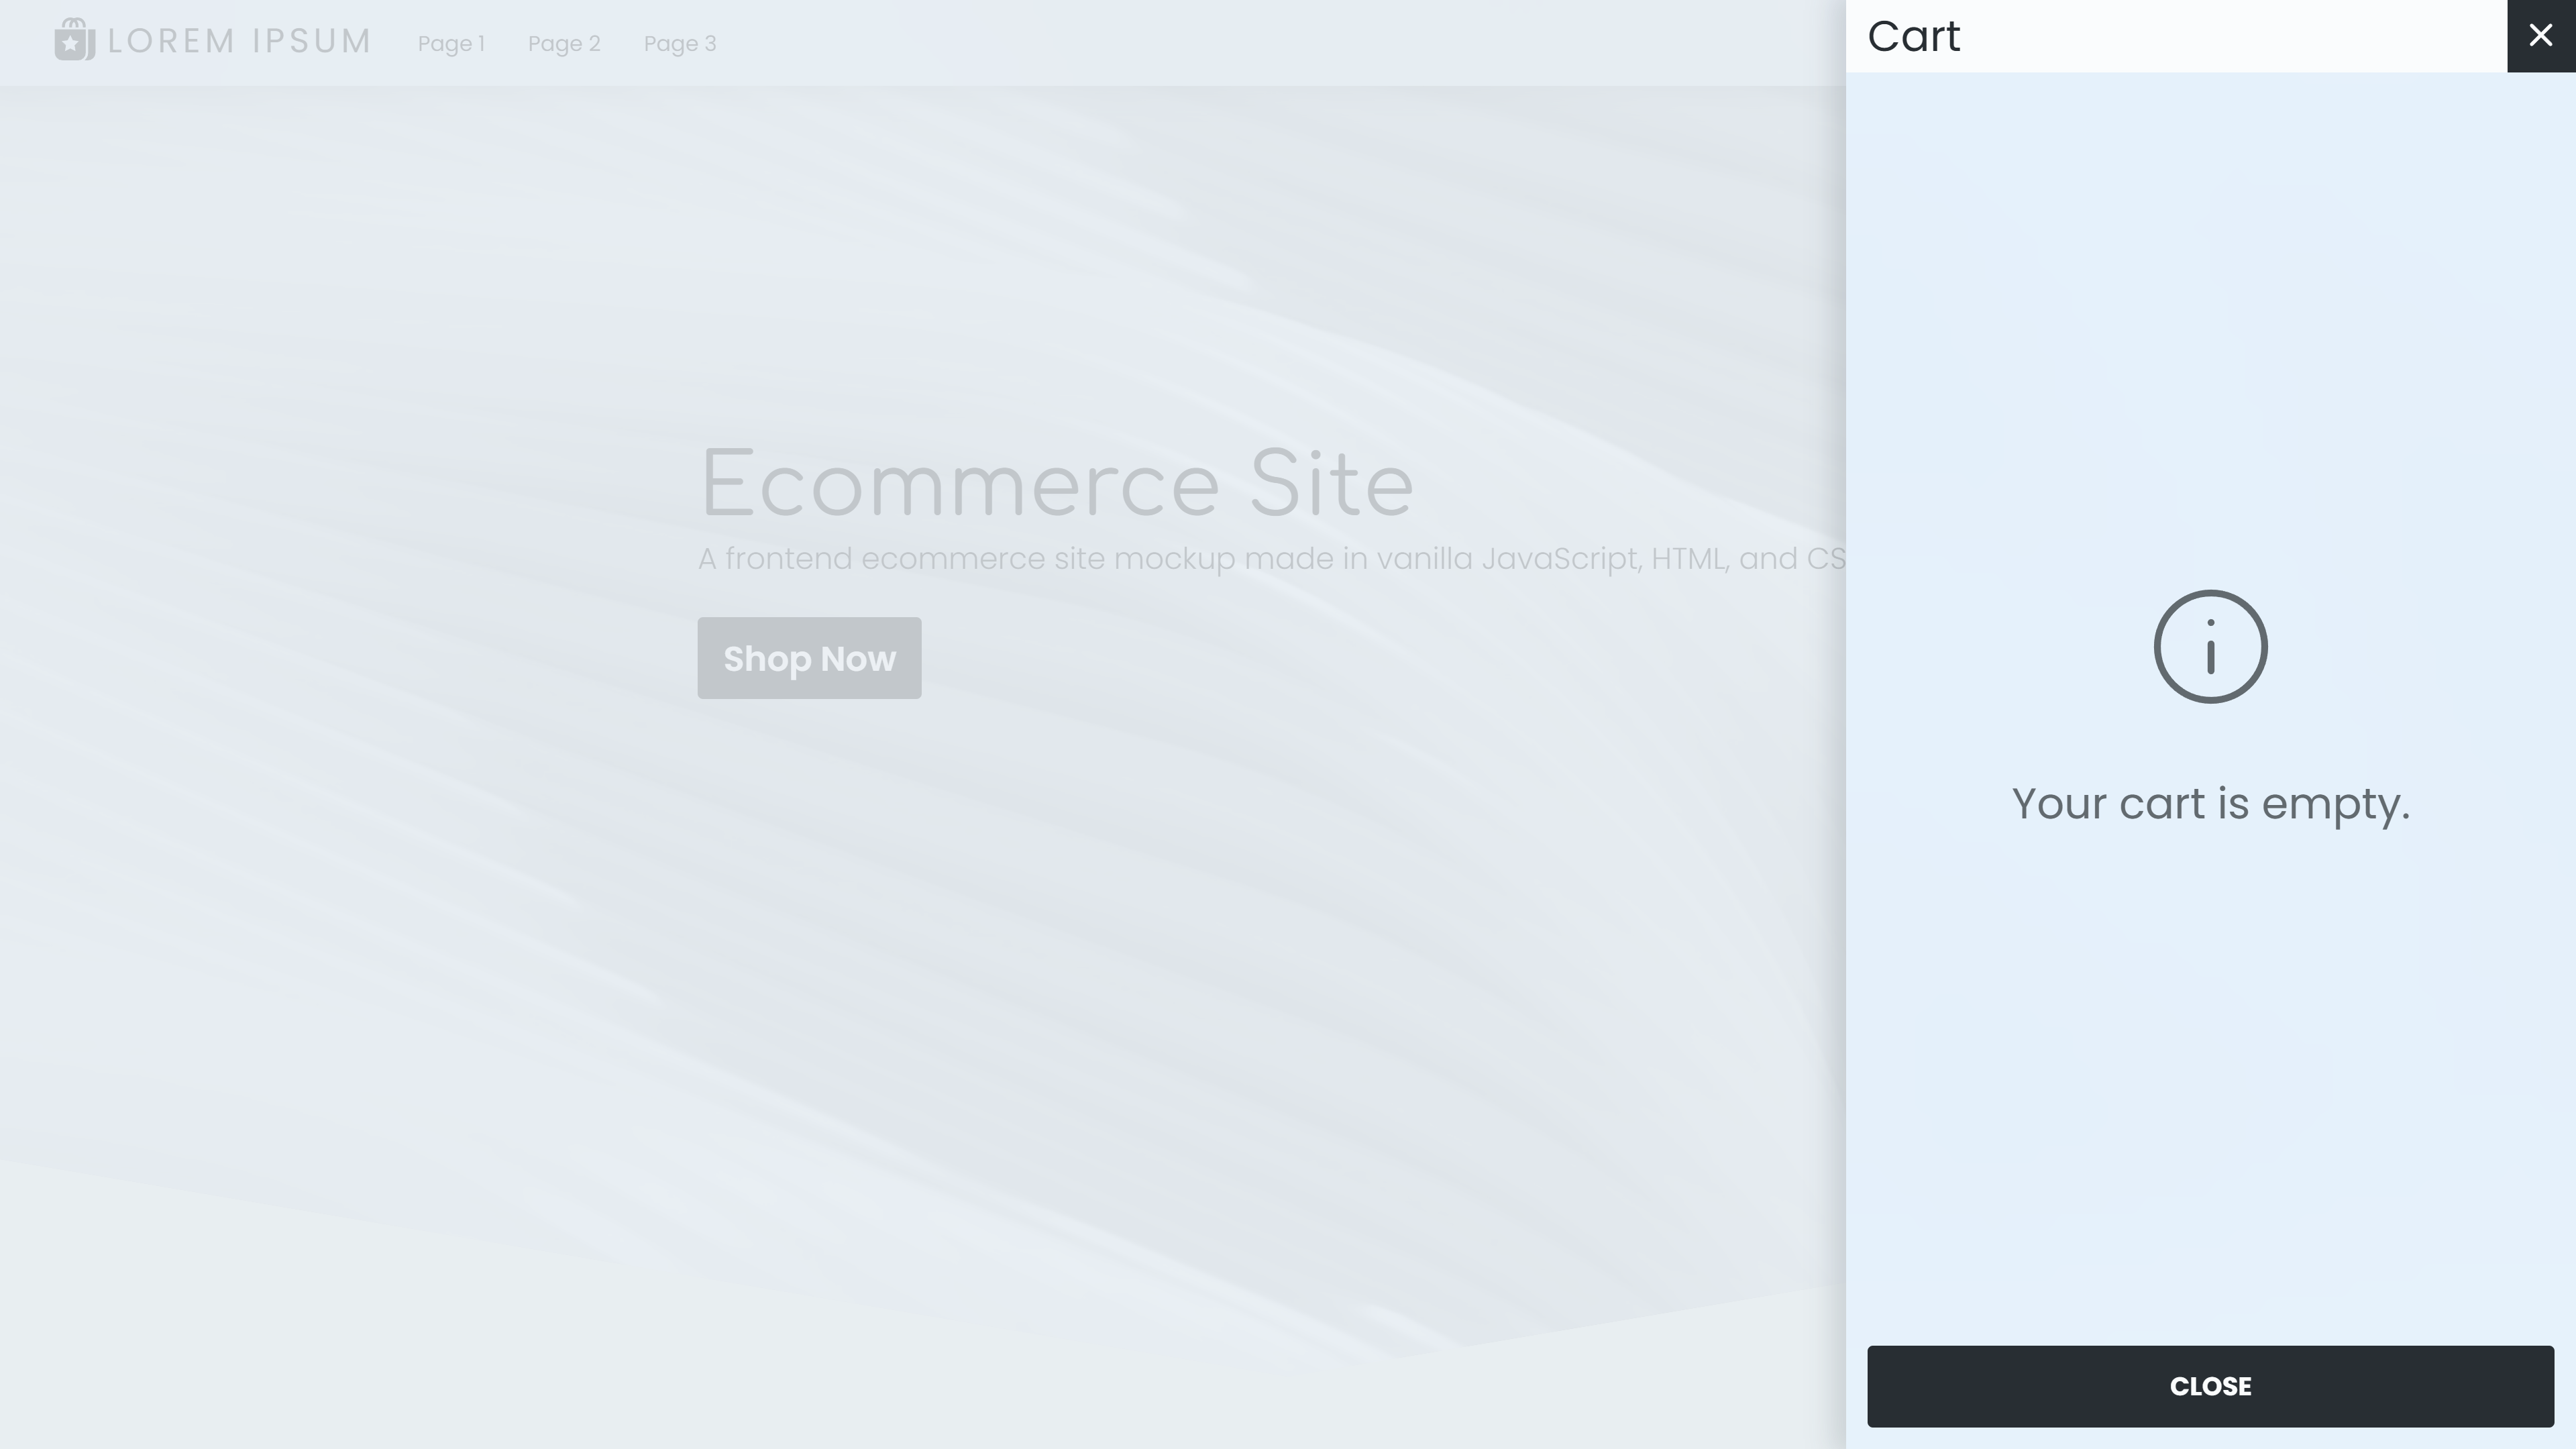 LOREM IPSUM
Page 1
Page 2
Page 3
Ecommerce Site
A frontend ecommerce site mockup made in vanilla JavaScript, HTML, and CS
Shop Now
Cart
Your cart is empty.
CLOSE